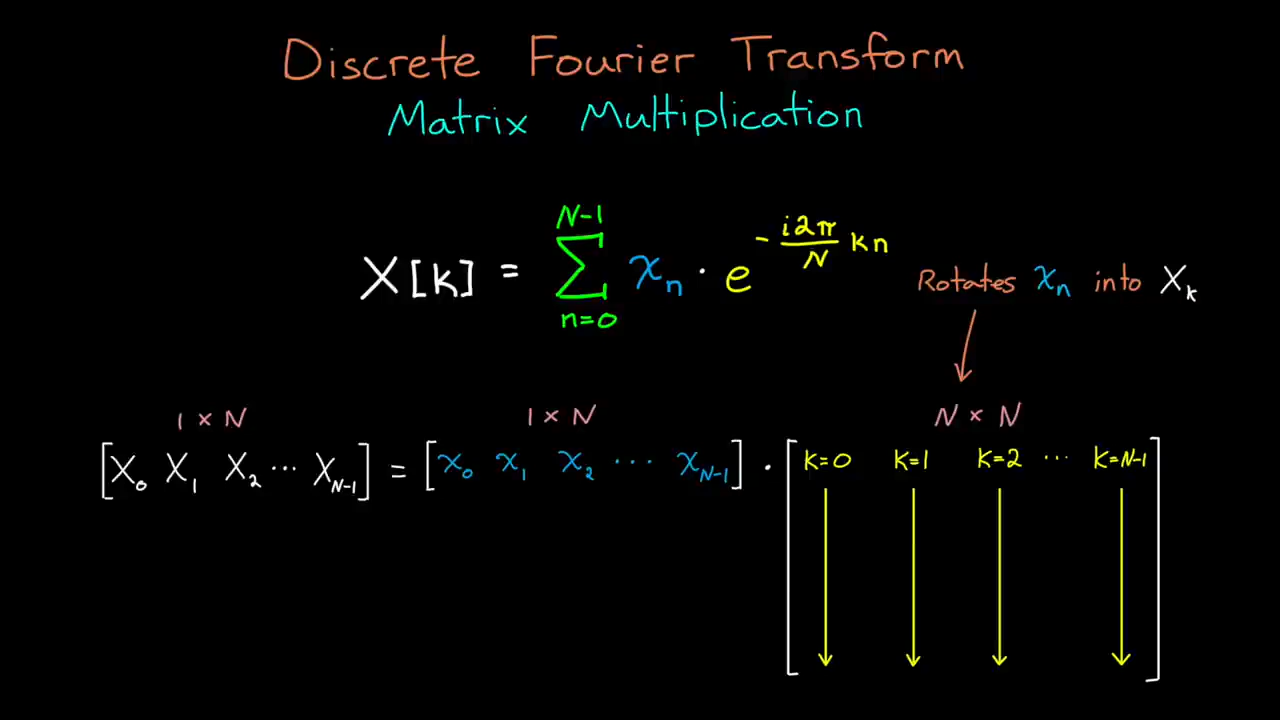 Discrete Fourier Transform
Matrix Multiplication
X[k] = ∑_{n=0}^{N-1} x_n · e^{-\frac{i2π}{N} kn}
Rotates x_n into X_k
1 × N 1 × N N × N
[X_0 X_1 X_2 ··· X_{N-1}] = [x_0 x_1 x_2 ··· x_{N-1}] · [k=0 k=1 k=2 ··· k=N-1]